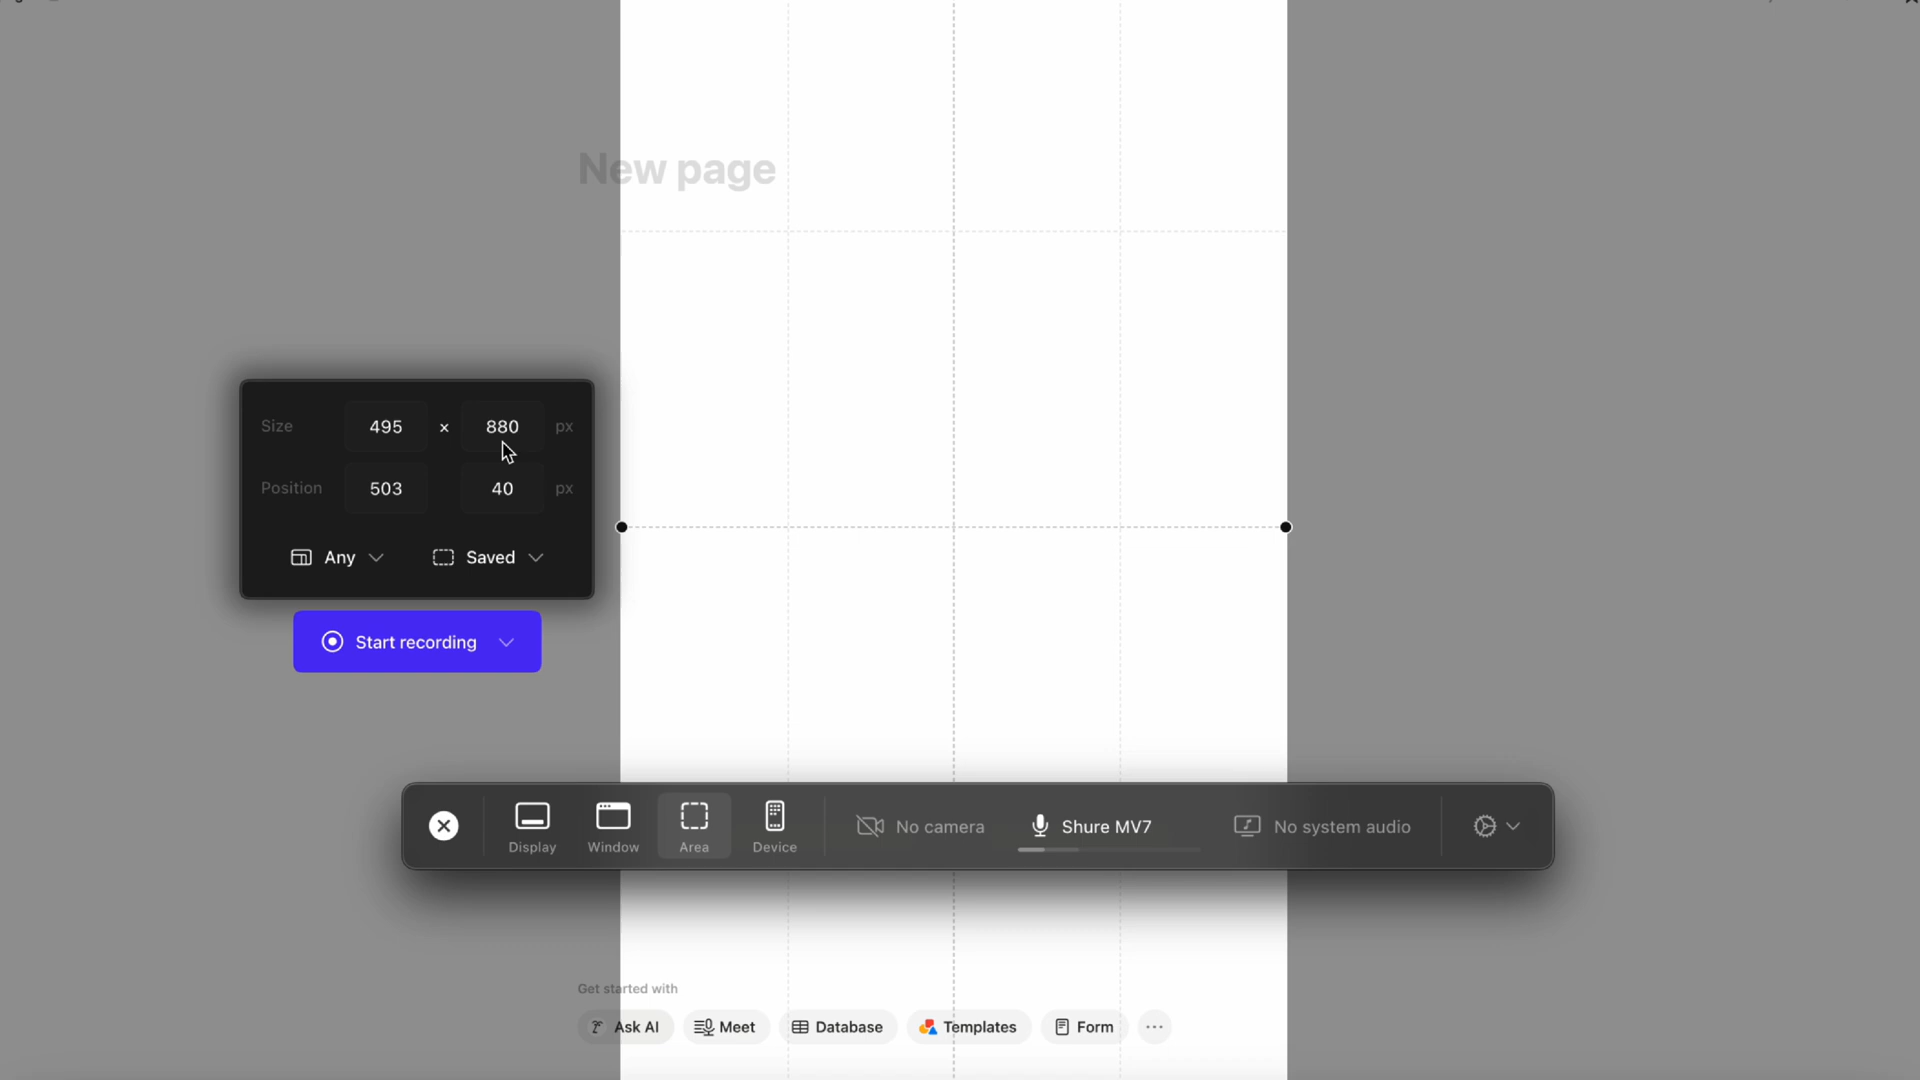 New page
Size 495 × 880 px
Position 503 40 px
Any Saved
Start recording
Display Window Area Device No camera Shure MV7 No system audio
Get started with
Ask AI Meet Database Templates Form